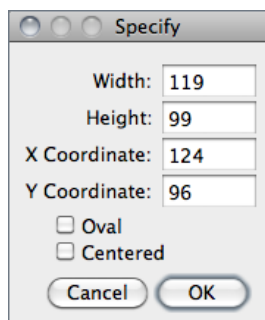 Specify
Width: 119
Height: 99
X Coordinate: 124
Y Coordinate: 96
Oval
Centered
Cancel OK